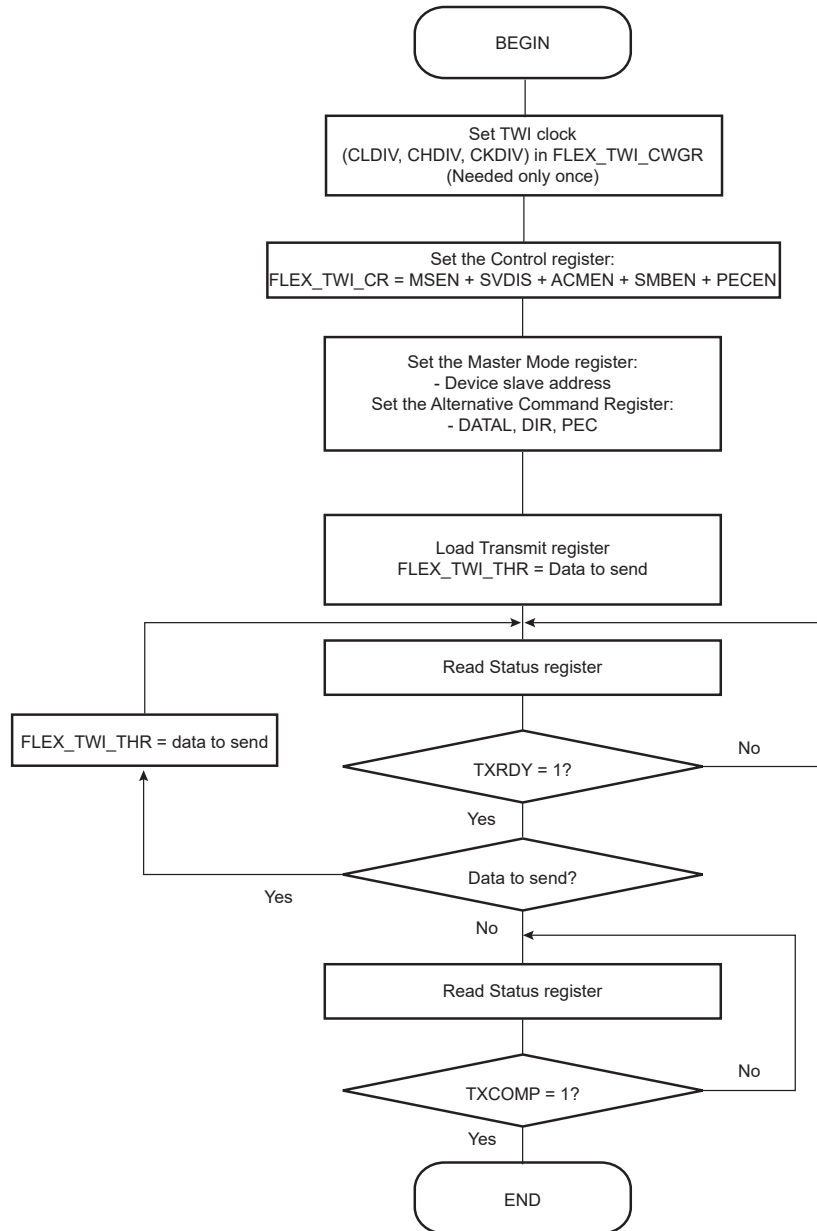 BEGIN
Set TWI clock
(CLDIV, CHDIV, CKDIV) in FLEX_TWI_CWGR
(Needed only once)
Set the Control register:
FLEX_TWI_CR = MSEN + SVDIS + ACMEN + SMBEN + PECEN
Set the Master Mode register:
- Device slave address
Set the Alternative Command Register:
- DATAL, DIR, PEC
Load Transmit register
FLEX_TWI_THR = Data to send
Read Status register
FLEX_TWI_THR = data to send
TXRDY = 1?
No
Yes
Data to send?
Yes
No
Read Status register
TXCOMP = 1?
No
Yes
END